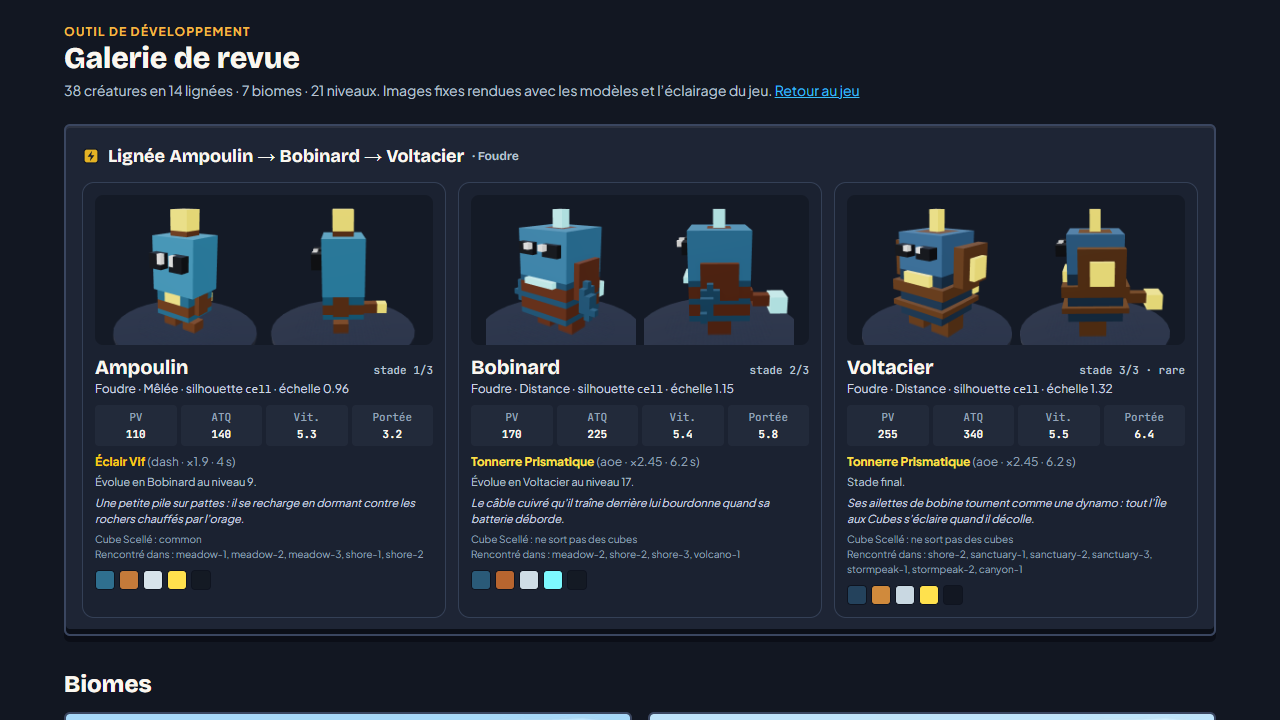 OUTIL DE DÉVELOPPEMENT
Galerie de revue
38 créatures en 14 lignées · 7 biomes · 21 niveaux. Images fixes rendues avec les modèles et l'éclairage du jeu. Retour au jeu
Lignée Ampoulin → Bobinard → Voltacier · Foudre
Ampoulin stade 1/3
Foudre · Mêlée · silhouette cell · échelle 0.96
PV ATQ Vit. Portée
110 140 5.3 3.2
Éclair Vif (dash · ×1.9 · 4 s)
Évolue en Bobinard au niveau 9.
Une petite pile sur pattes : il se recharge en dormant contre les
rochers chauffés par l'orage.
Cube Scellé : common
Rencontré dans : meadow-1, meadow-2, meadow-3, shore-1, shore-2
Bobinard stade 2/3
Foudre · Distance · silhouette cell · échelle 1.15
PV ATQ Vit. Portée
170 225 5.4 5.8
Tonnerre Prismatique (aoe · ×2.45 · 6.2 s)
Évolue en Voltacier au niveau 17.
Le câble cuivré qu'il traîne derrière lui bourdonne quand sa
batterie déborde.
Cube Scellé : ne sort pas des cubes
Rencontré dans : meadow-2, shore-2, shore-3, volcano-1
Voltacier stade 3/3 · rare
Foudre · Distance · silhouette cell · échelle 1.32
PV ATQ Vit. Portée
255 340 5.5 6.4
Tonnerre Prismatique (aoe · ×2.45 · 6.2 s)
Stade final.
Ses ailettes de bobine tournent comme une dynamo : tout l'Île
aux Cubes s'éclaire quand il décolle.
Cube Scellé : ne sort pas des cubes
Rencontré dans : shore-2, sanctuary-1, sanctuary-2, sanctuary-3,
stormpeak-1, stormpeak-2, canyon-1
Biomes